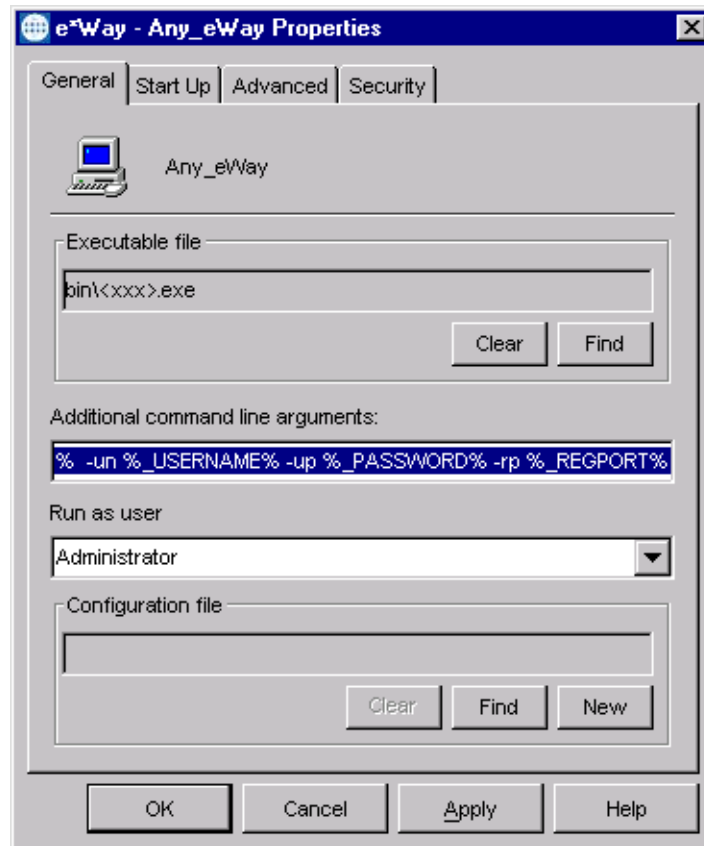 e*Way - Any_eWay Properties
General Start Up Advanced Security
Any_eWay
Executable file
bin\<xxx>.exe
Clear Find
Additional command line arguments:
% -un %_USERNAME% -up %_PASSWORD% -rp %_REGPORT%
Run as user
Administrator
Configuration file
Clear Find New
OK Cancel Apply Help